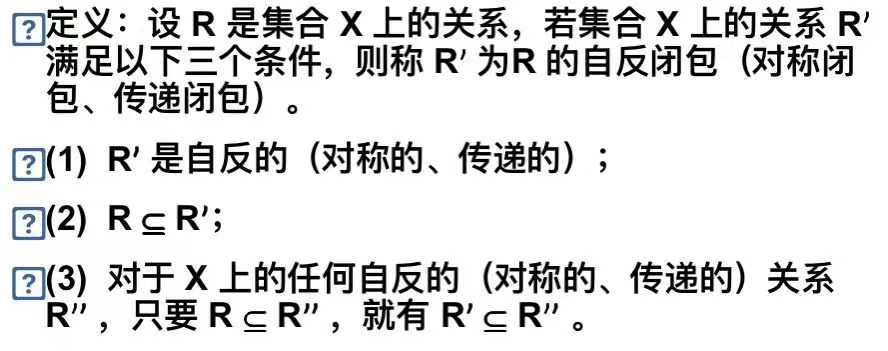 定义：设 R 是集合 X 上的关系，若集合 X 上的关系 R′
满足以下三个条件，则称 R′ 为R 的自反闭包（对称闭
包、传递闭包）。
(1) R′ 是自反的（对称的、传递的）；
(2) R ⊆ R′；
(3) 对于 X 上的任何自反的（对称的、传递的）关系
R″ ，只要 R ⊆ R″ ，就有 R′ ⊆ R″ 。